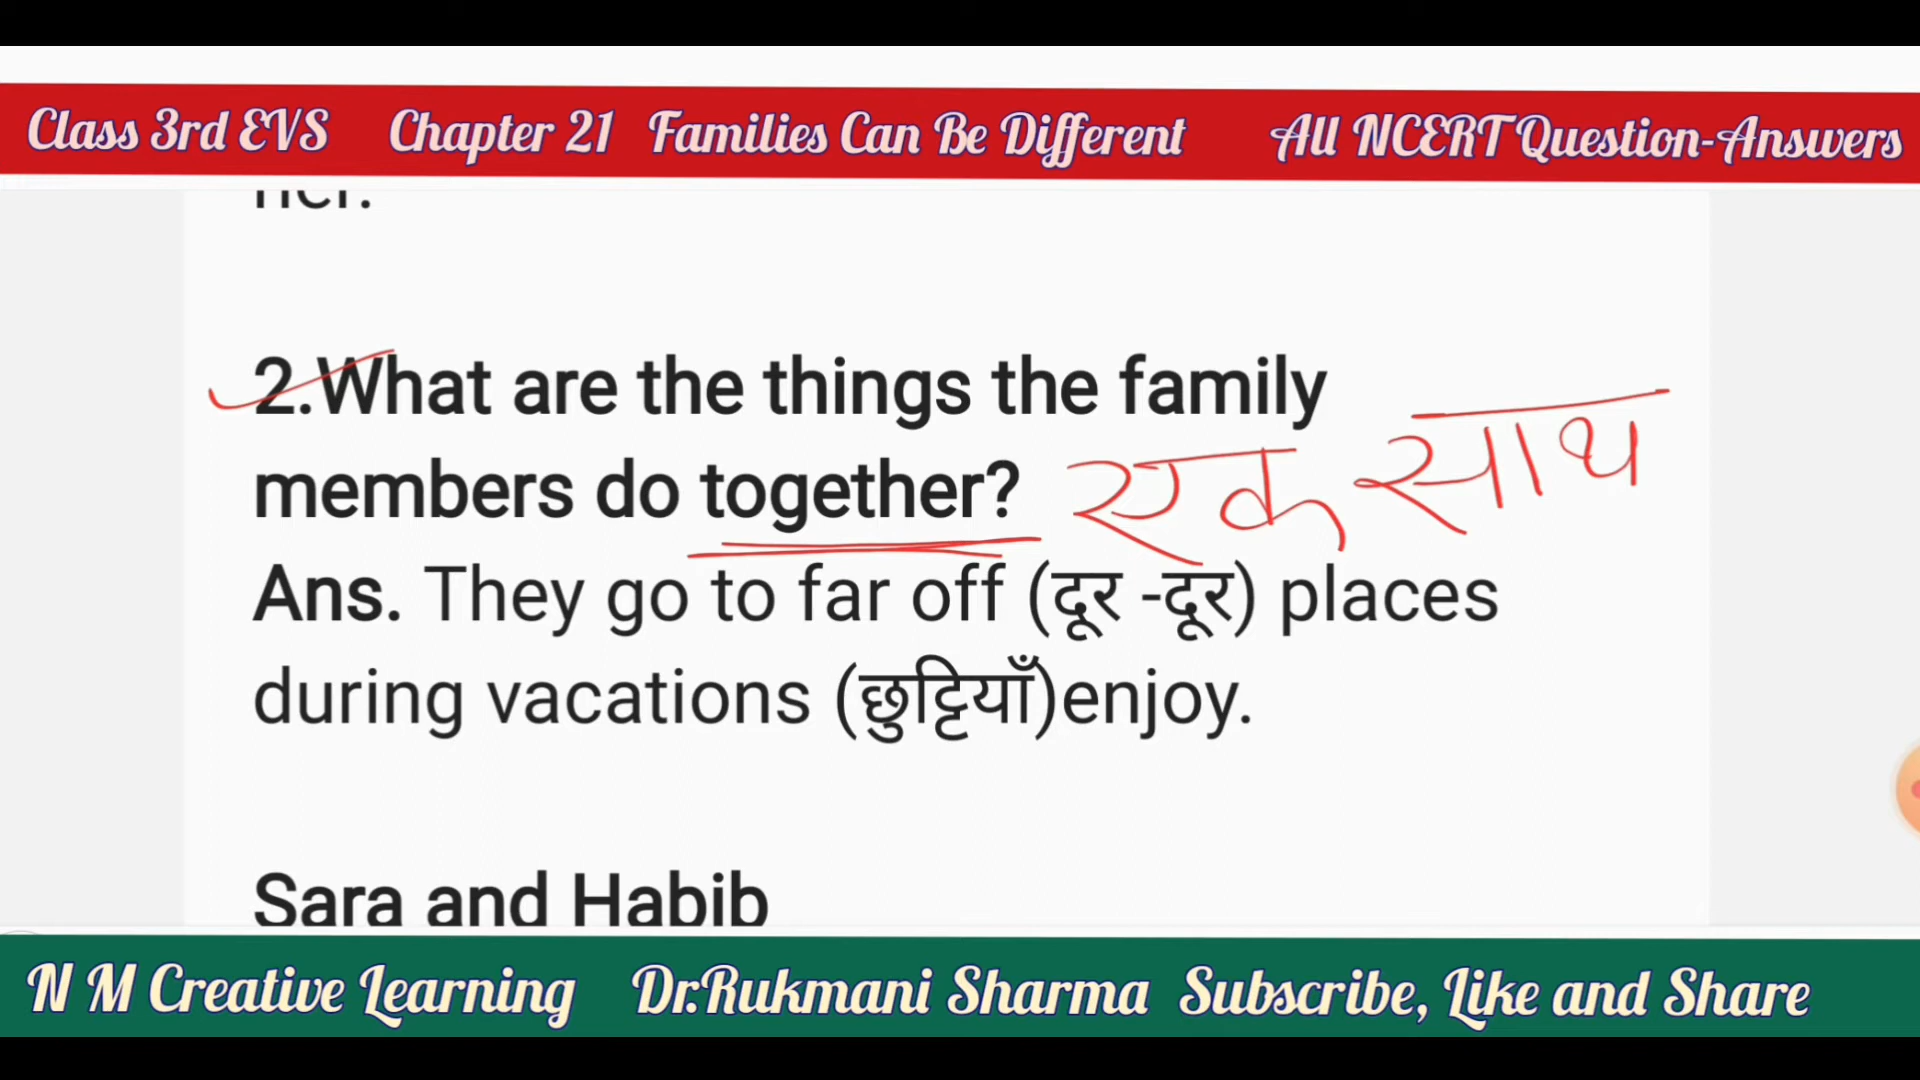 Class 3rd EVS Chapter 21 Families Can Be Different All NCERT Question-Answers
her.
2.What are the things the family
members do together? एक साथ
Ans. They go to far off (दूर -दूर) places
during vacations (छुट्टियाँ)enjoy.
Sara and Habib
N M Creative Learning Dr.Rukmani Sharma Subscribe, Like and Share